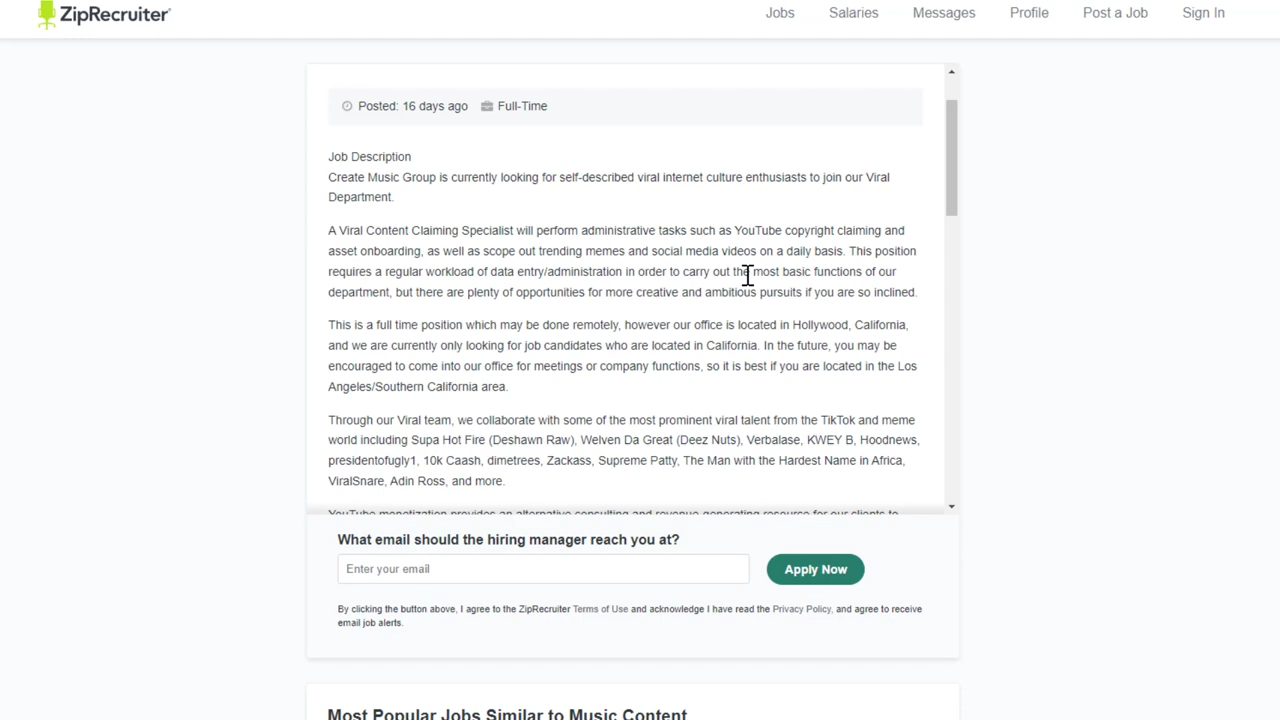 ZipRecruiter
Jobs Salaries Messages Profile Post a Job Sign In
Posted: 16 days ago Full-Time
Job Description
Create Music Group is currently looking for self-described viral internet culture enthusiasts to join our Viral
Department.
A Viral Content Claiming Specialist will perform administrative tasks such as YouTube copyright claiming and
asset onboarding, as well as scope out trending memes and social media videos on a daily basis. This position
requires a regular workload of data entry/administration in order to carry out the most basic functions of our
department, but there are plenty of opportunities for more creative and ambitious pursuits if you are so inclined.
This is a full time position which may be done remotely, however our office is located in Hollywood, California,
and we are currently only looking for job candidates who are located in California. In the future, you may be
encouraged to come into our office for meetings or company functions, so it is best if you are located in the Los
Angeles/Southern California area.
Through our Viral team, we collaborate with some of the most prominent viral talent from the TikTok and meme
world including Supa Hot Fire (Deshawn Raw), Welven Da Great (Deez Nuts), Verbalase, KWEY B, Hoodnews,
presidentofugly1, 10k Caash, dimetrees, Zackass, Supreme Patty, The Man with the Hardest Name in Africa,
ViralSnare, Adin Ross, and more.
YouTube monetization provides an alternative consulting and revenue generating resource for our clients to
What email should the hiring manager reach you at?
Enter your email Apply Now
By clicking the button above, I agree to the ZipRecruiter Terms of Use and acknowledge I have read the Privacy Policy, and agree to receive
email job alerts.
Most Popular Jobs Similar to Music Content